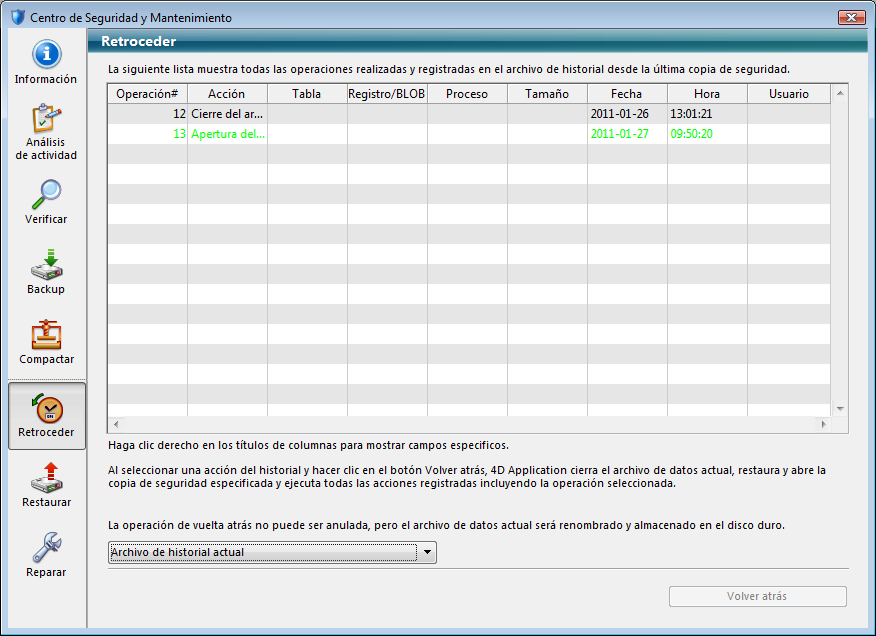 Centro de Seguridad y Mantenimiento
Información
Análisis
de actividad
Verificar
Backup
Compactar
Retroceder
Restaurar
Reparar
Retroceder
La siguiente lista muestra todas las operaciones realizadas y registradas en el archivo de historial desde la última copia de seguridad.
Operación# Acción Tabla Registro/BLOB Proceso Tamaño Fecha Hora Usuario
12 Cierre del ar... 2011-01-26 13:01:21
13 Apertura del... 2011-01-27 09:50:20
Haga clic derecho en los títulos de columnas para mostrar campos especificos.
Al seleccionar una acción del historial y hacer clic en el botón Volver atrás, 4D Application cierra el archivo de datos actual, restaura y abre la
copia de seguridad especificada y ejecuta todas las acciones registradas incluyendo la operación seleccionada.
La operación de vuelta atrás no puede ser anulada, pero el archivo de datos actual será renombrado y almacenado en el disco duro.
Archivo de historial actual
Volver atrás